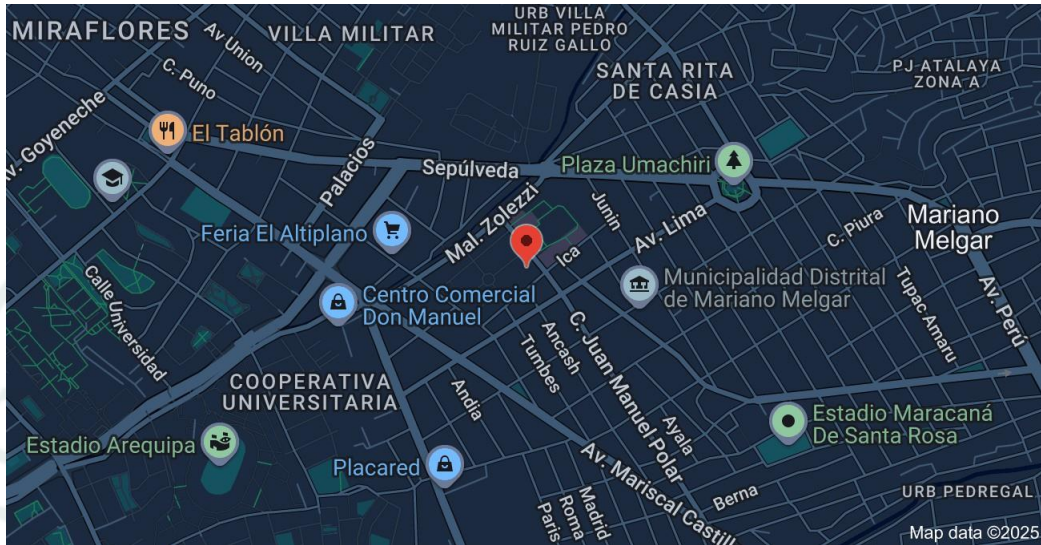 MIRAFLORES
Av Union
VILLA MILITAR
URB VILLA
MILITAR PEDRO
RUIZ GALLO
C. Puno
SANTA RITA
DE CASIA
PJ ATALAYA
ZONA A
Av. Goyeneche
El Tablón
Palacios
Sepúlveda
Plaza Umachiri
Mal. Zolezzi
Junin
Feria El Altiplano
Ica
Av. Lima
C. Piura
Mariano
Melgar
Calle Universidad
Centro Comercial
Don Manuel
Municipalidad Distrital
de Mariano Melgar
Tupac Amaru
Av. Perú
C. Juan Manuel Polar
Ancash
Tumbes
COOPERATIVA
UNIVERSITARIA
Andia
Ayala
Estadio Maracaná
De Santa Rosa
Estadio Arequipa
Placared
Av. Mariscal Castill
Berna
URB PEDREGAL
Madrid
Roma
Paris
Map data ©2025